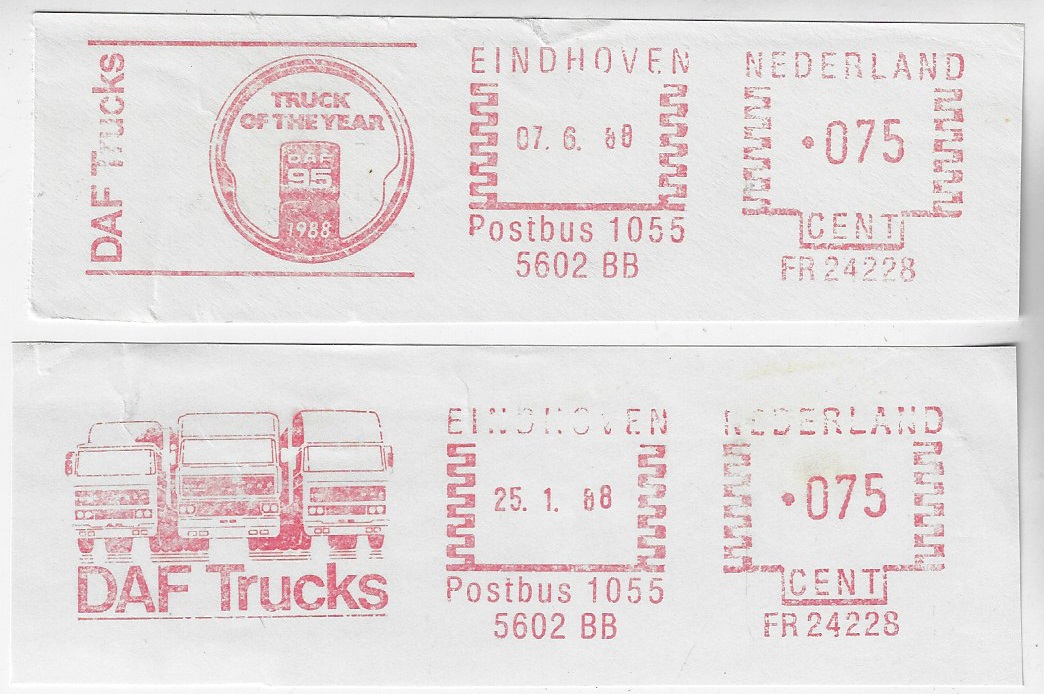 DAF Trucks
TRUCK
OF THE YEAR
DAF
95
1988
EINDHOVEN
07. 6. 88
Postbus 1055
5602 BB
NEDERLAND
075
CENT
FR 24228
DAF Trucks
EINDHOVEN
25. 1. 88
Postbus 1055
5602 BB
NEDERLAND
075
CENT
FR 24228